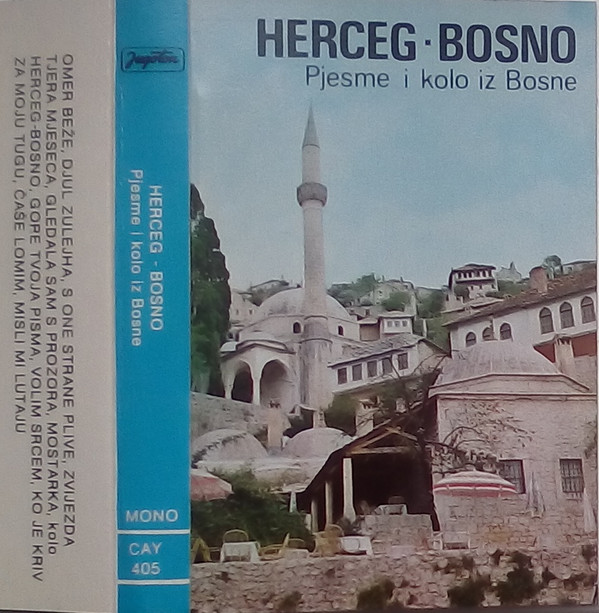 HERCEG·BOSNO
Pjesme i kolo iz Bosne
Jugoton
HERCEG - BOSNO
Pjesme i kolo iz Bosne
MONO
CAY
405
OMER BEŽE, DJUL ZULEJHA, S ONE STRANE PLIVE, ZVIJEZDA
TJERA MJESECA, GLEDALA SAM S PROZORA, MOSTARKA, kolo
HERCEG-BOSNO, GORE TVOJA PISMA, VOLIM SRCEM, KO JE KRIV
ZA MOJU TUGU, ČAŠE LOMIM, MISLI MI LUTAJU